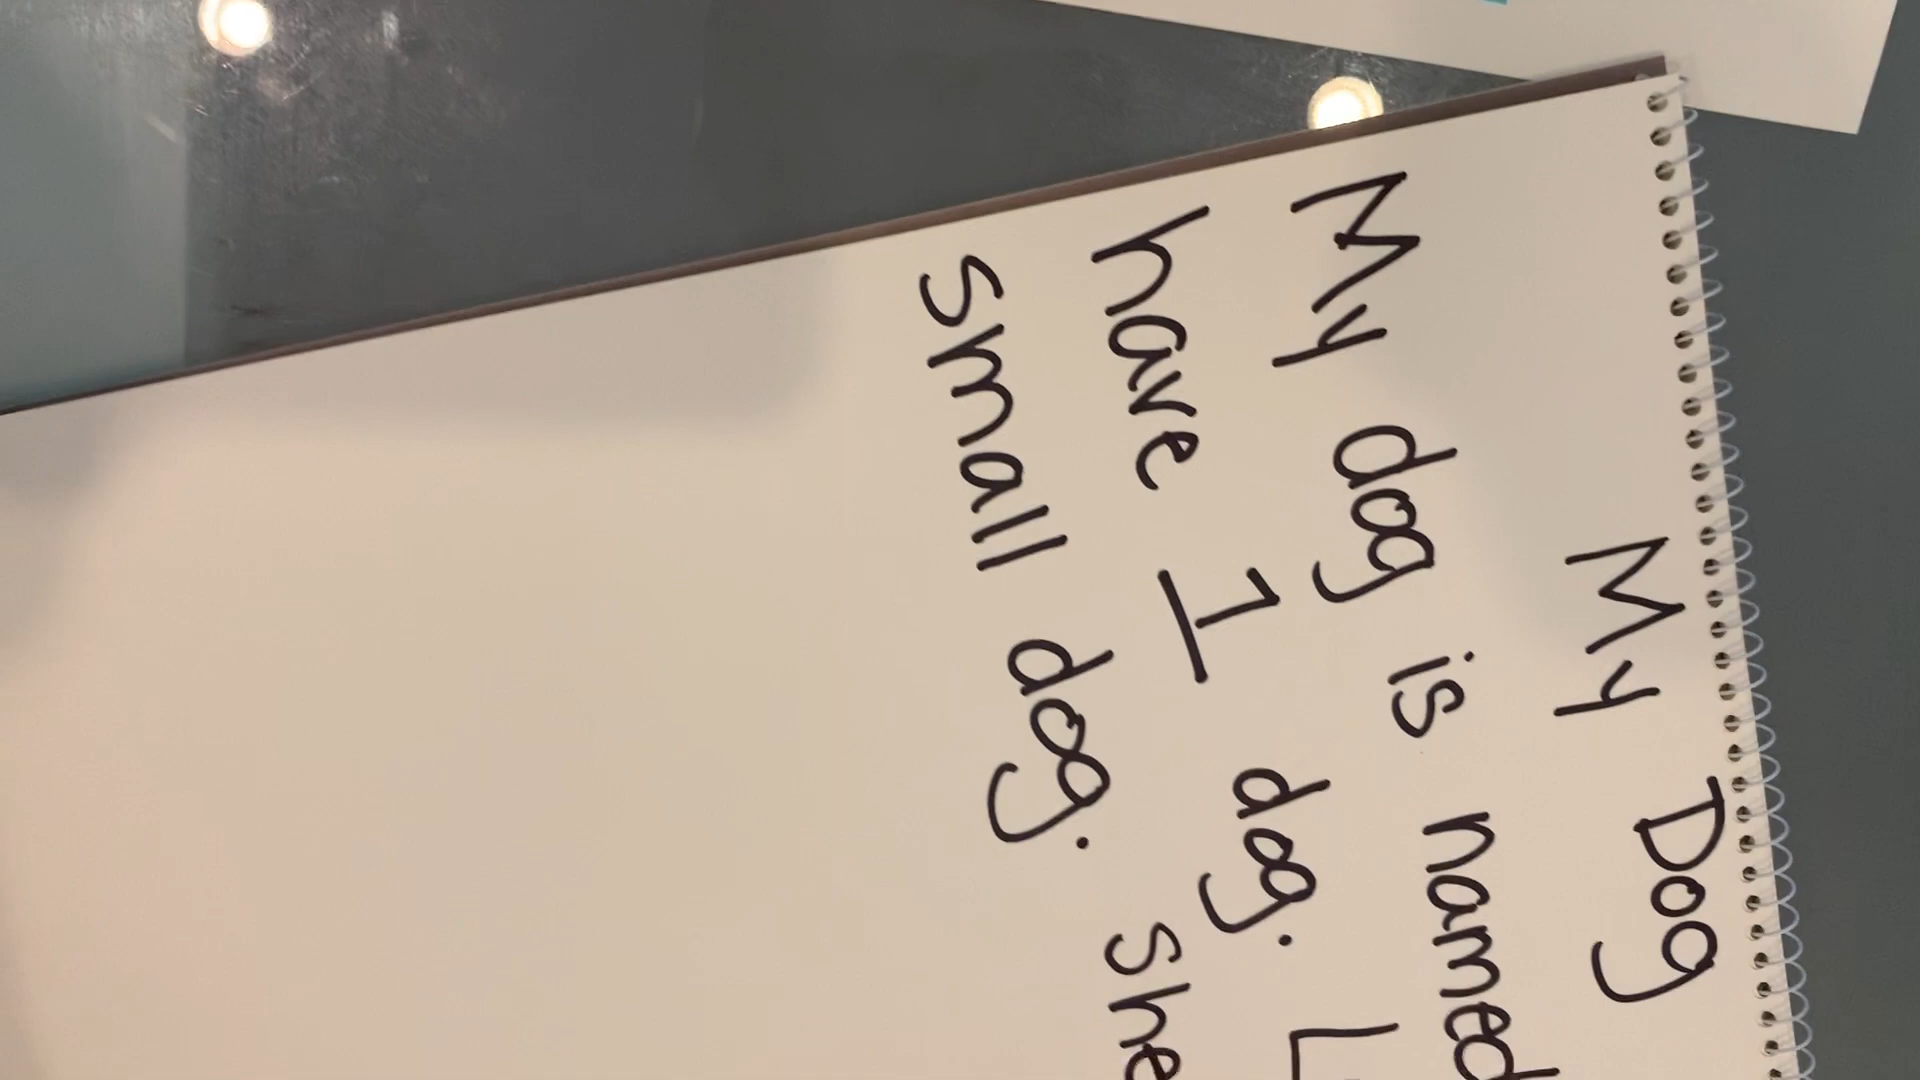 My Dog
My dog is named
have 1 dog.
small dog. she